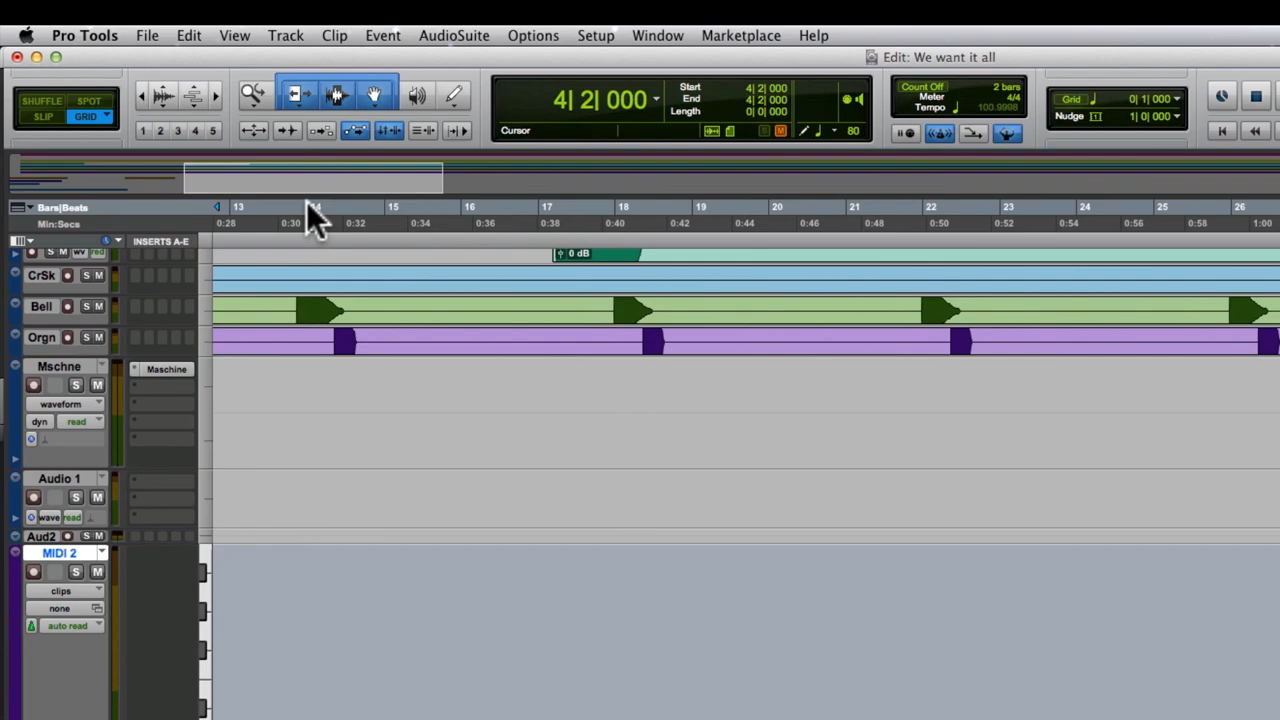 Pro Tools File Edit View Track Clip Event AudioSuite Options Setup Window Marketplace Help
Edit: We want it all
SHUFFLE SPOT
SLIP GRID
1 2 3 4 5
4| 2| 000
Start 4| 2| 000
End 4| 2| 000
Length 0| 0| 000
Cursor
80
Count Off 2 bars
Meter 4/4
Tempo 100.9998
Grid 0| 1| 000
Nudge 1| 0| 000
Bars|Beats 13 14 15 16 17 18 19 20 21 22 23 24 25 26
Min:Secs 0:28 0:30 0:32 0:34 0:36 0:38 0:40 0:42 0:44 0:46 0:48 0:50 0:52 0:54 0:56 0:58 1:00
INSERTS A-E
S M wv red
0 dB
CrSk S M
Bell S M
Orgn S M
Mschne
Maschine
S M
waveform
dyn read
Audio 1
S M
wave read
Aud2 S M
MIDI 2
S M
clips
none
auto read